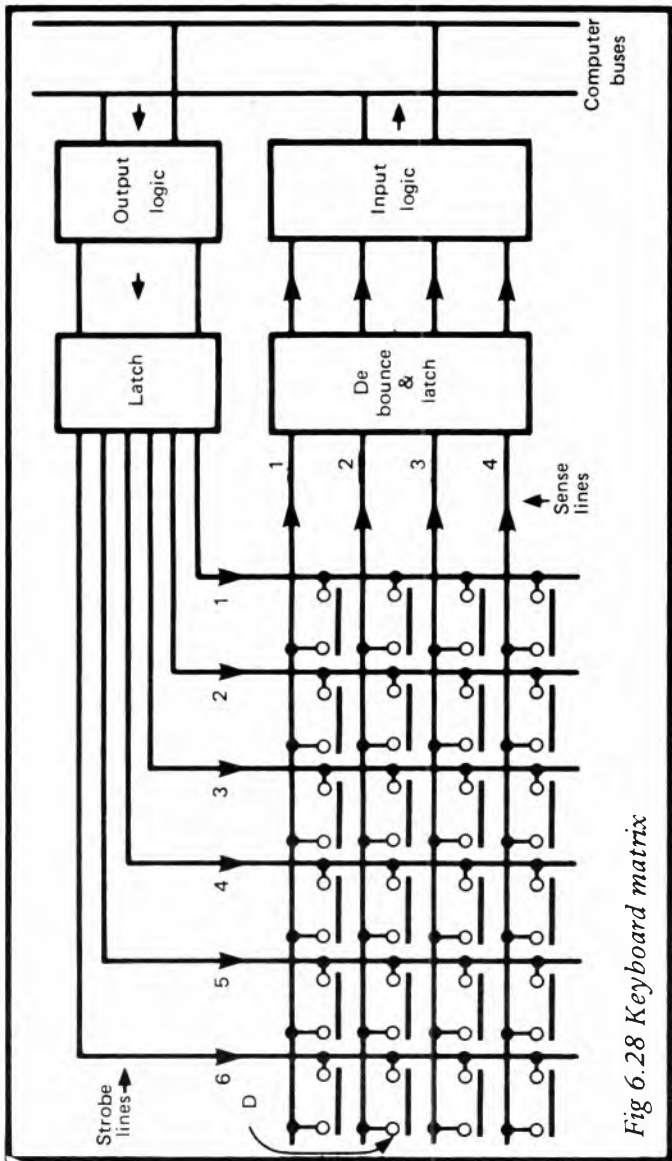 Strobe
lines
Latch
Output
logic
6
5
4
3
2
1
D
1
2
3
4
De
bounce
&
latch
Input
logic
Sense
lines
Computer
buses
Fig 6.28 Keyboard matrix